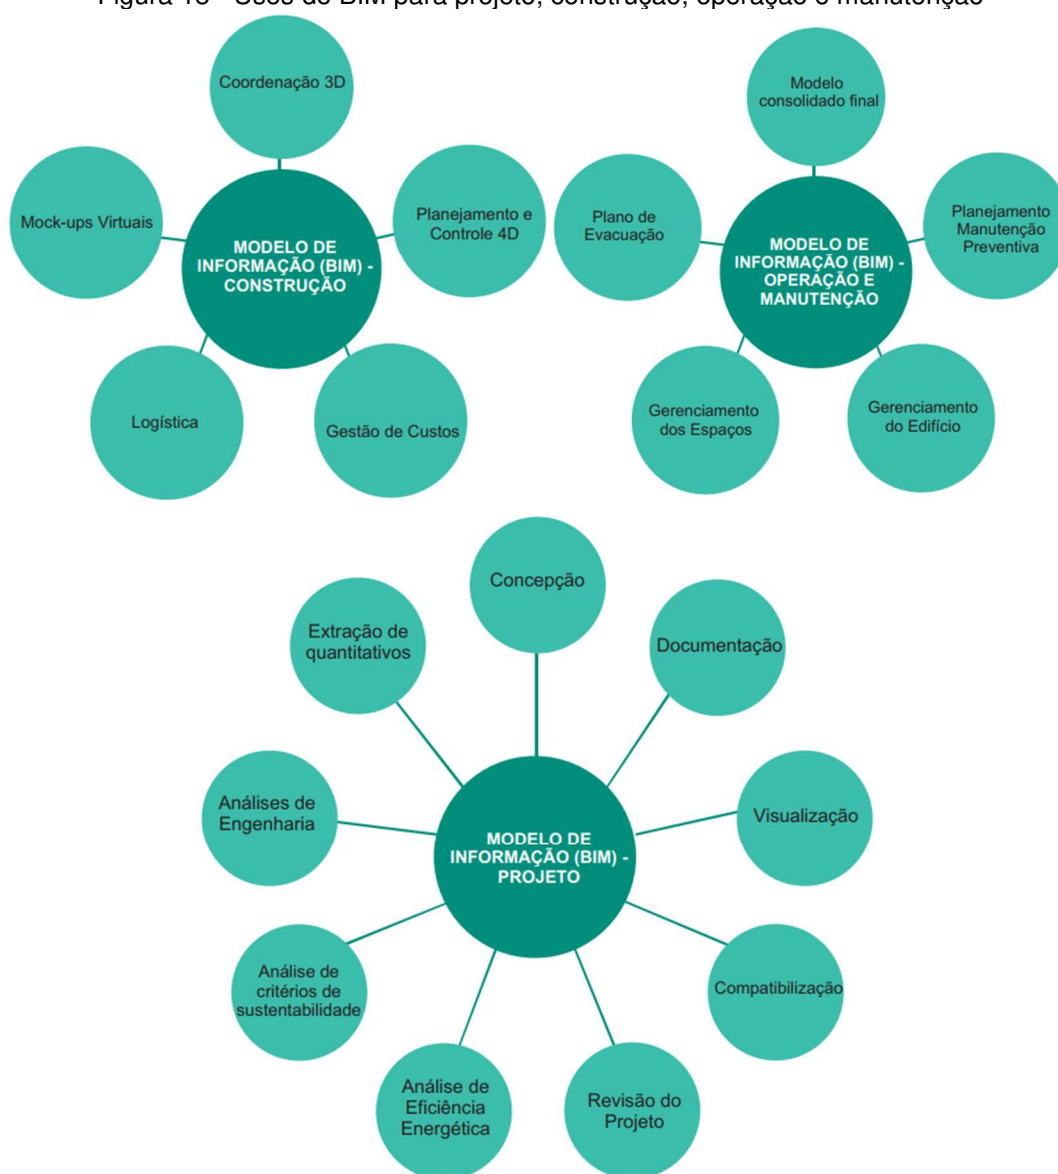 Usos do BIM para projeto, construção, operação e manutenção
Coordenação 3D
Mock-ups Virtuais
Planejamento e
Controle 4D
MODELO DE
INFORMAÇÃO (BIM) -
CONSTRUÇÃO
Logística
Gestão de Custos
Modelo
consolidado final
Plano de
Evacuação
Planejamento
Manutenção
Preventiva
MODELO DE
INFORMAÇÃO (BIM) -
OPERAÇÃO E
MANUTENÇÃO
Gerenciamento
dos Espaços
Gerenciamento
do Edifício
Concepção
Extração de
quantitativos
Documentação
Análises de
Engenharia
Visualização
MODELO DE
INFORMAÇÃO (BIM) -
PROJETO
Análise de
critérios de
sustentabilidade
Compatibilização
Análise de
Eficiência
Energética
Revisão do
Projeto